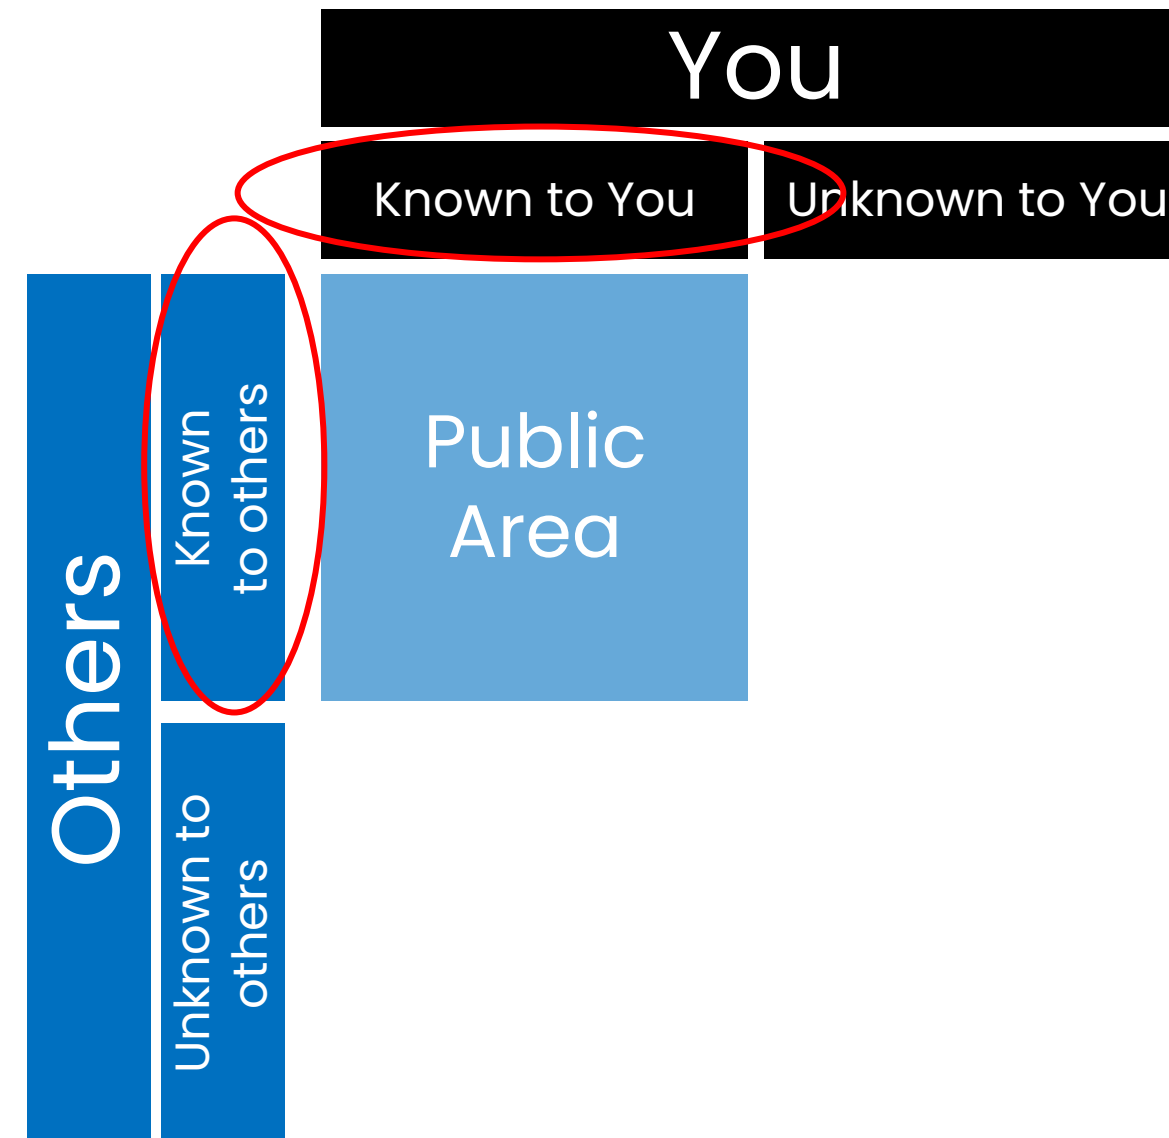 You
Known to You
Unknown to You
Others
Known
to others
Public
Area
Unknown to
others